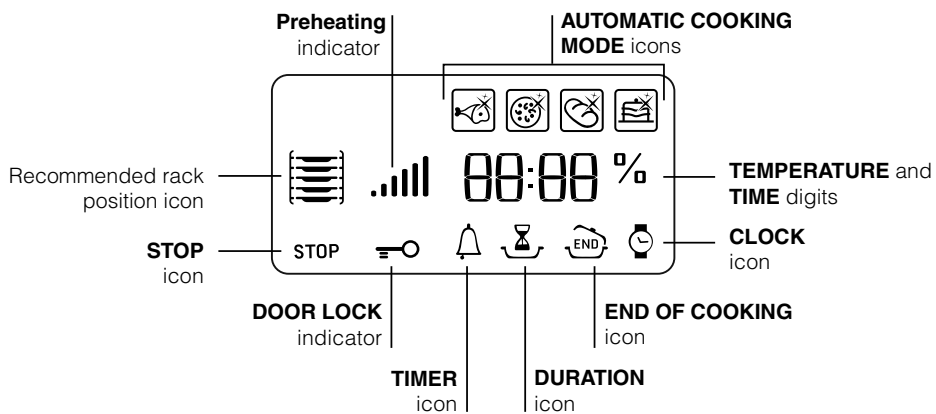 Preheating
indicator
AUTOMATIC COOKING
MODE icons
Recommended rack
position icon
88:88 %
TEMPERATURE and
TIME digits
STOP
icon
STOP
END
CLOCK
icon
DOOR LOCK
indicator
END OF COOKING
icon
TIMER
icon
DURATION
icon